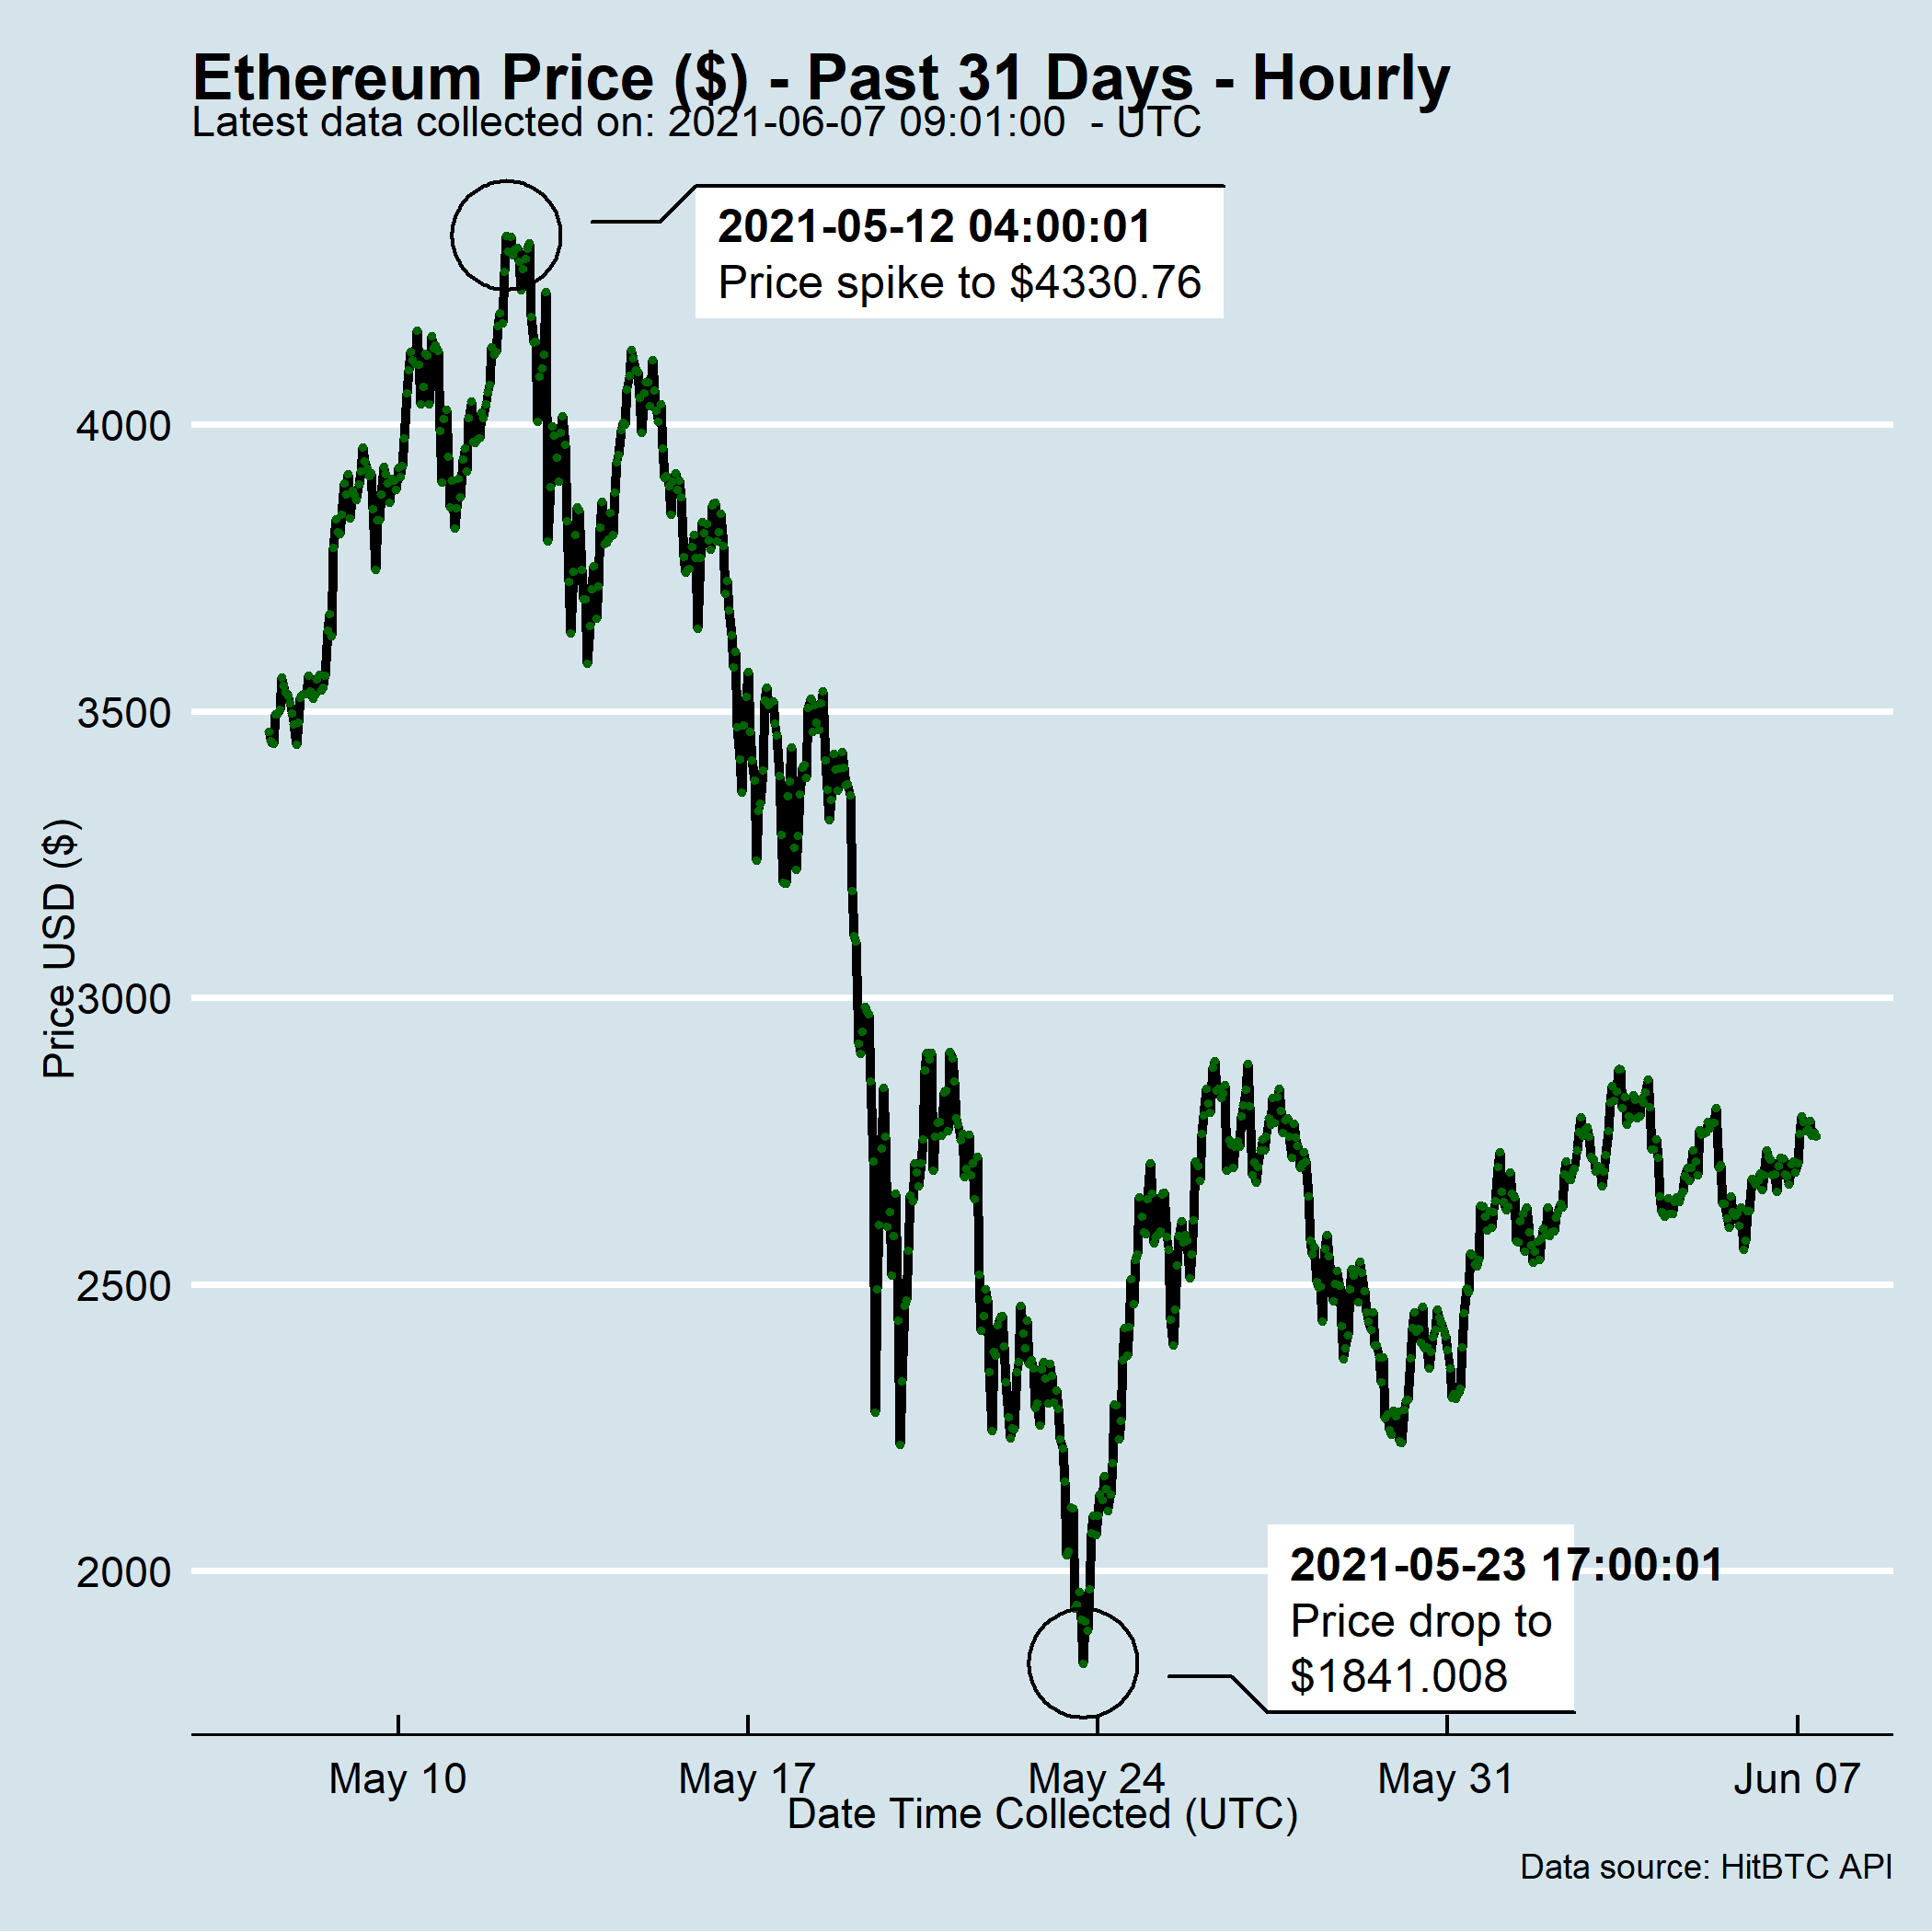 Ethereum Price ($) - Past 31 Days - Hourly
Latest data collected on: 2021-06-07 09:01:00  - UTC
2021-05-12 04:00:01
Price spike to $4330.76
4000
3500
3000
2500
2000
Price USD ($)
2021-05-23 17:00:01
Price drop to
$1841.008
May 10
May 17
May 24
May 31
Jun 07
Date Time Collected (UTC)
Data source: HitBTC API